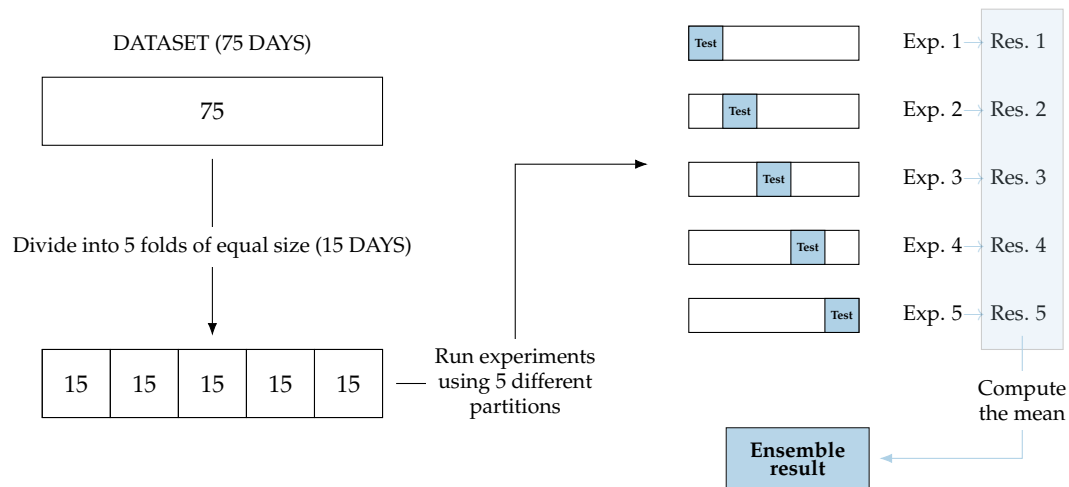 DATASET (75 DAYS)
75
Divide into 5 folds of equal size (15 DAYS)
15 15 15 15 15
Run experiments
using 5 different
partitions
Test Exp. 1 Res. 1
Test Exp. 2 Res. 2
Test Exp. 3 Res. 3
Test Exp. 4 Res. 4
Test Exp. 5 Res. 5
Compute
the mean
Ensemble
result